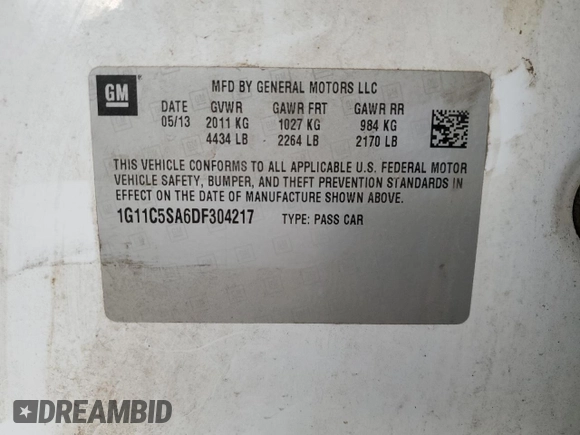 GM
MFD BY GENERAL MOTORS LLC
DATE GVWR GAWR FRT GAWR RR
05/13 2011 KG 1027 KG 984 KG
4434 LB 2264 LB 2170 LB
THIS VEHICLE CONFORMS TO ALL APPLICABLE U.S. FEDERAL MOTOR
VEHICLE SAFETY, BUMPER, AND THEFT PREVENTION STANDARDS IN
EFFECT ON THE DATE OF MANUFACTURE SHOWN ABOVE.
1G11C5SA6DF304217 TYPE: PASS CAR
DREAMBID